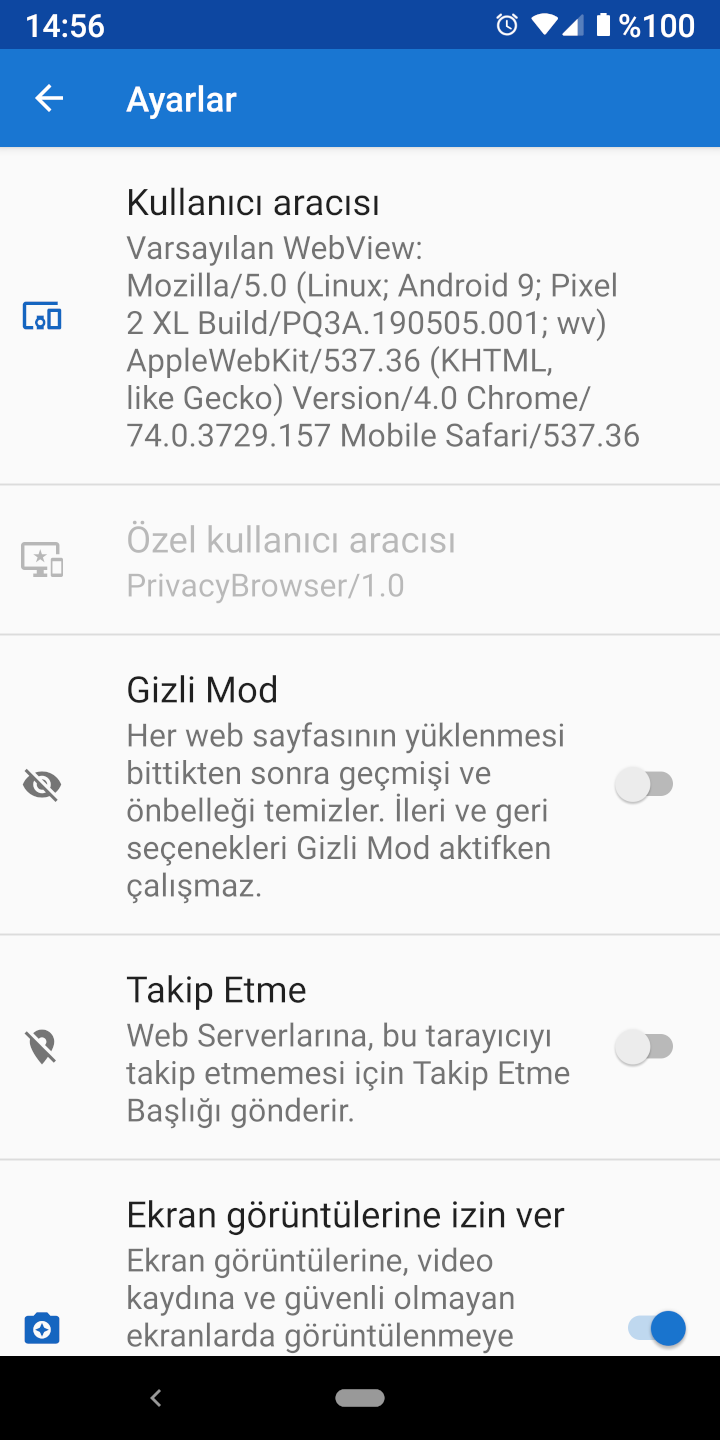 14:56
%100
Ayarlar
Kullanıcı aracısı
Varsayılan WebView:
Mozilla/5.0 (Linux; Android 9; Pixel
2 XL Build/PQ3A.190505.001; wv)
AppleWebKit/537.36 (KHTML,
like Gecko) Version/4.0 Chrome/
74.0.3729.157 Mobile Safari/537.36
Özel kullanıcı aracısı
PrivacyBrowser/1.0
Gizli Mod
Her web sayfasının yüklenmesi
bittikten sonra geçmişi ve
önbelleği temizler. İleri ve geri
seçenekleri Gizli Mod aktifken
çalışmaz.
Takip Etme
Web Serverlarına, bu tarayıcıyı
takip etmemesi için Takip Etme
Başlığı gönderir.
Ekran görüntülerine izin ver
Ekran görüntülerine, video
kaydına ve güvenli olmayan
ekranlarda görüntülenmeye